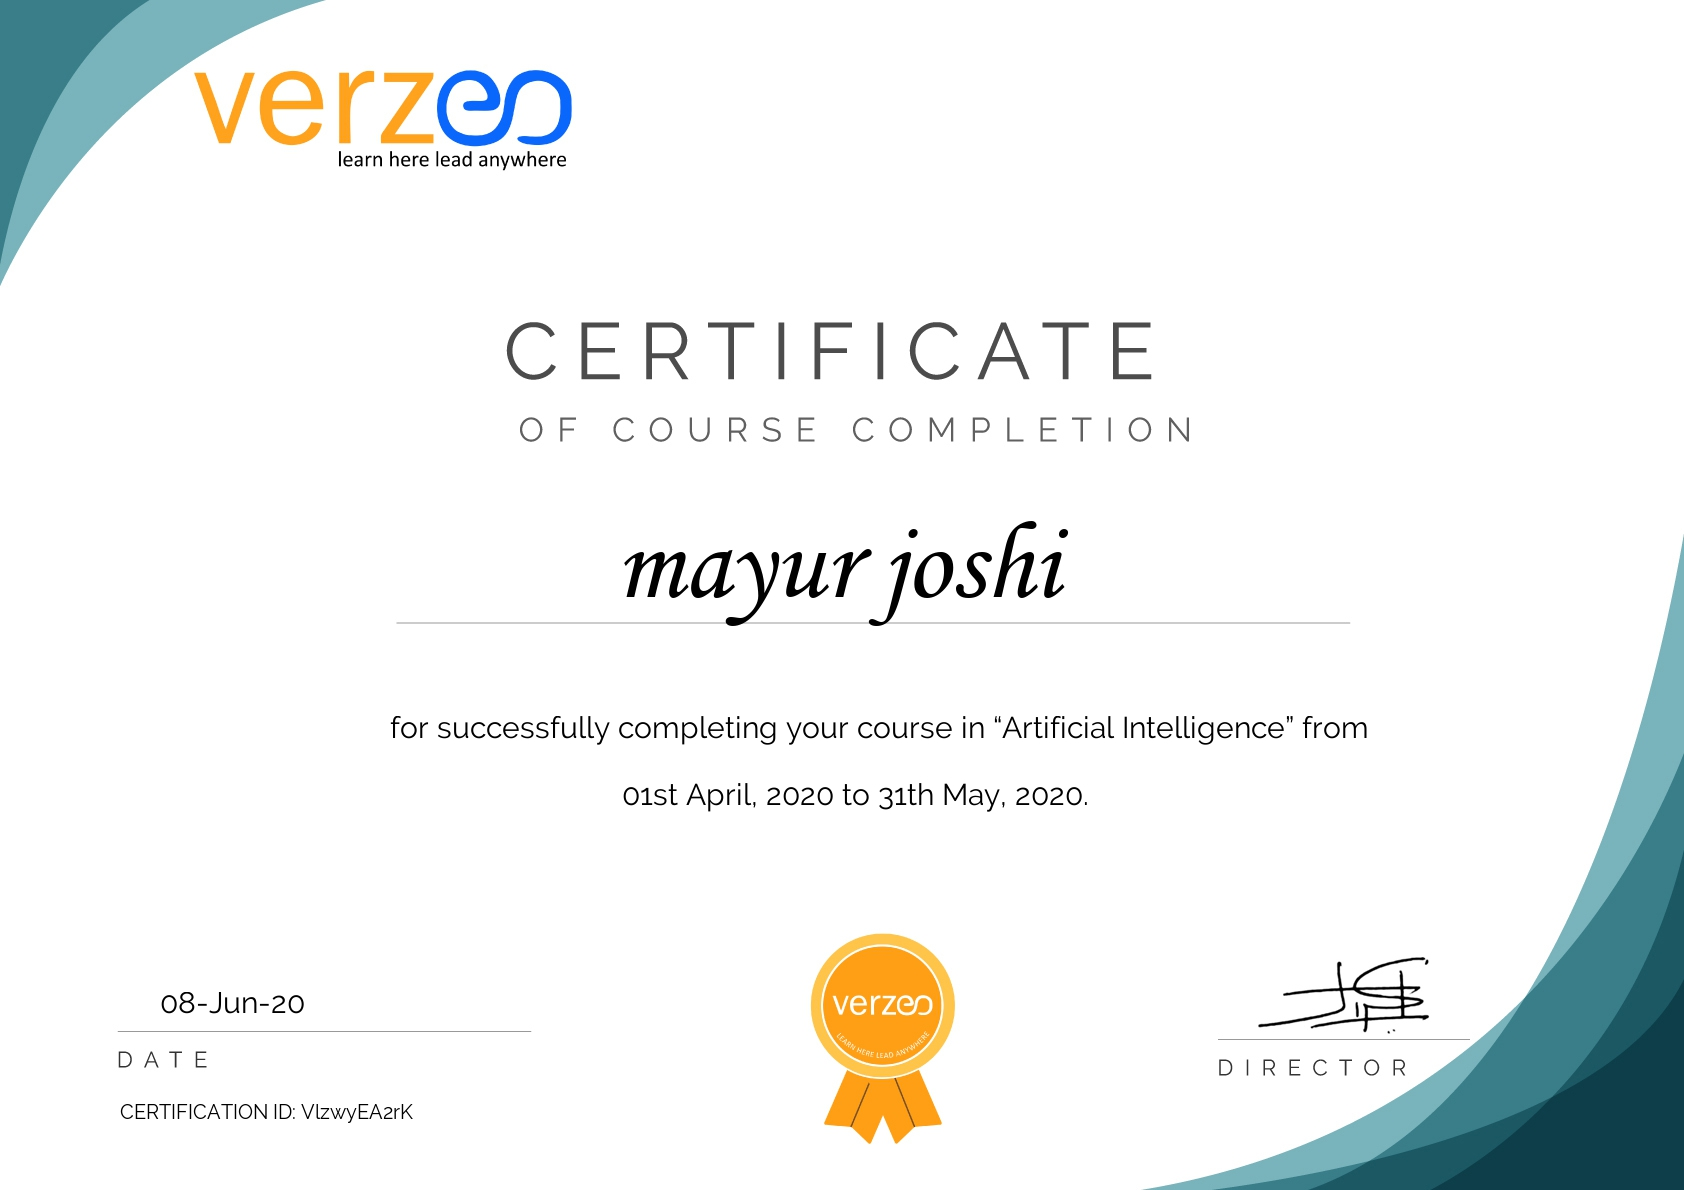 verzeo
learn here lead anywhere
CERTIFICATE
OF COURSE COMPLETION
mayur joshi
for successfully completing your course in “Artificial Intelligence” from
01st April, 2020 to 31th May, 2020.
08-Jun-20
DATE
CERTIFICATION ID: VlzwyEA2rK
verzeo
LEARN HERE LEAD ANYWHERE
DIRECTOR